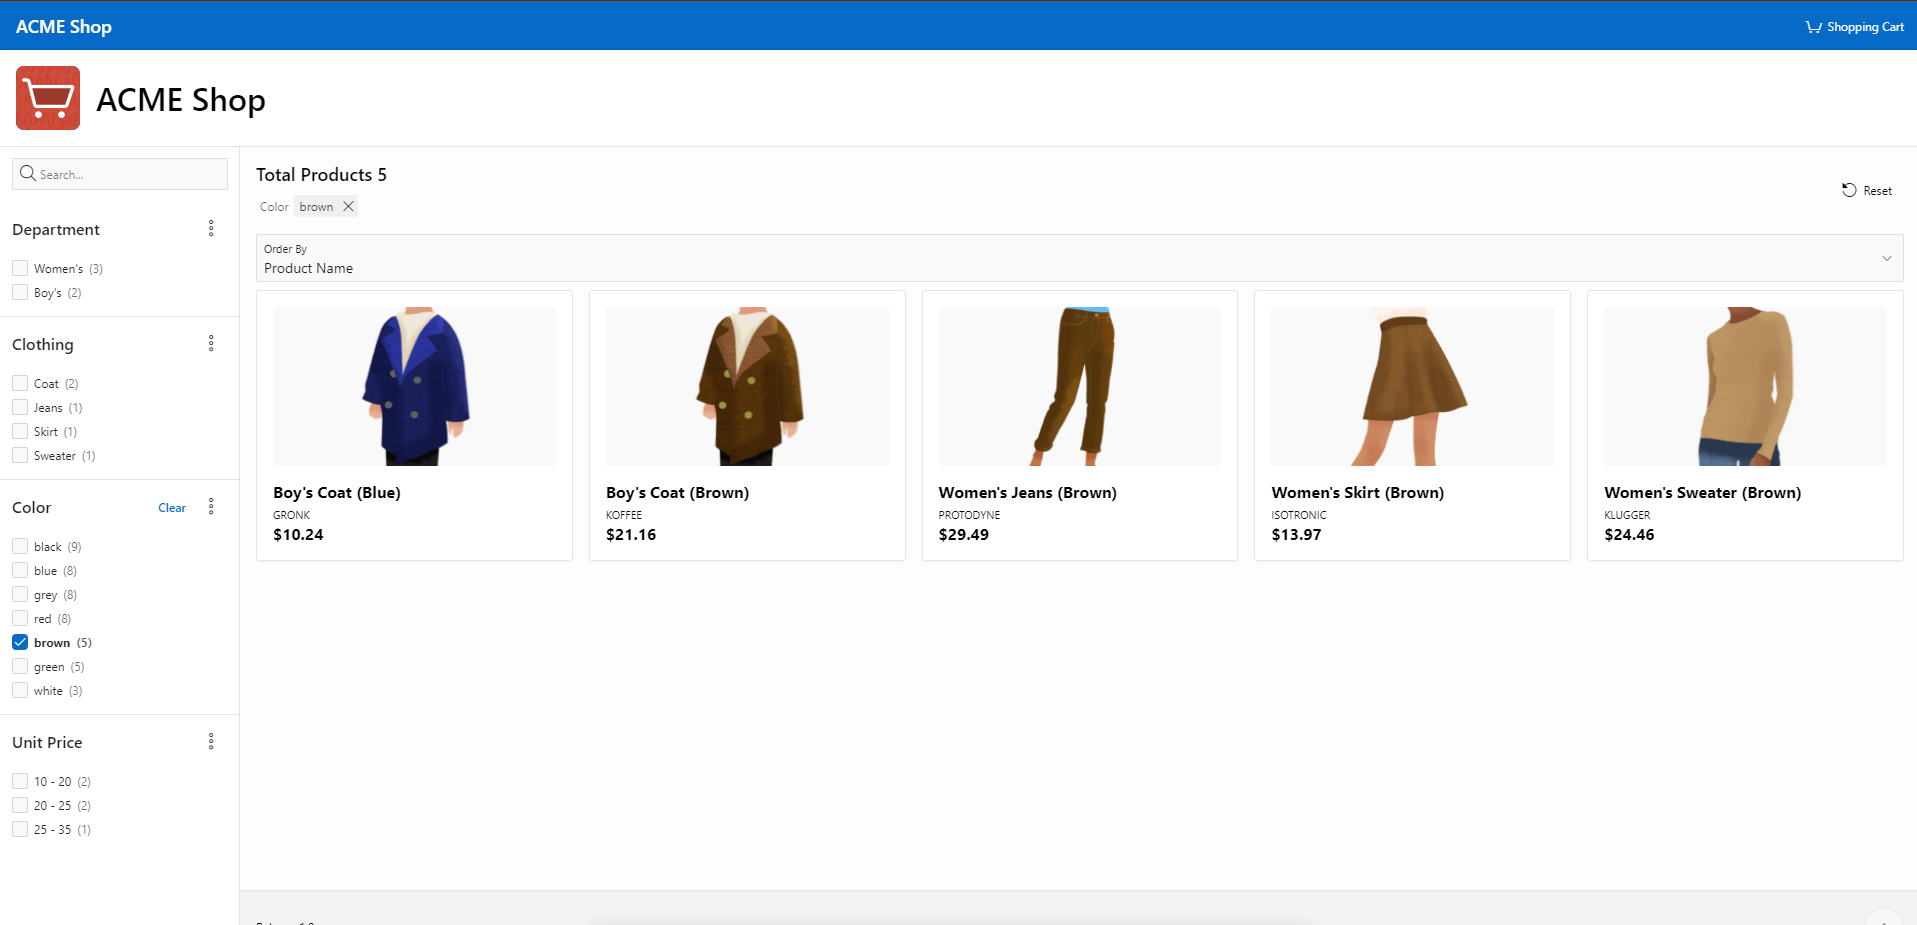 ACME Shop
Shopping Cart
ACME Shop
Search...
Department
Women's (3)
Boy's (2)
Clothing
Coat (2)
Jeans (1)
Skirt (1)
Sweater (1)
Color Clear
black (9)
blue (8)
grey (8)
red (8)
brown (5)
green (5)
white (3)
Unit Price
10 - 20 (2)
20 - 25 (2)
25 - 35 (1)
Total Products 5
Reset
Color brown
Order By
Product Name
Boy's Coat (Blue)
GRONK
$10.24
Boy's Coat (Brown)
KOFFEE
$21.16
Women's Jeans (Brown)
PROTODYNE
$29.49
Women's Skirt (Brown)
ISOTRONIC
$13.97
Women's Sweater (Brown)
KLUGGER
$24.46